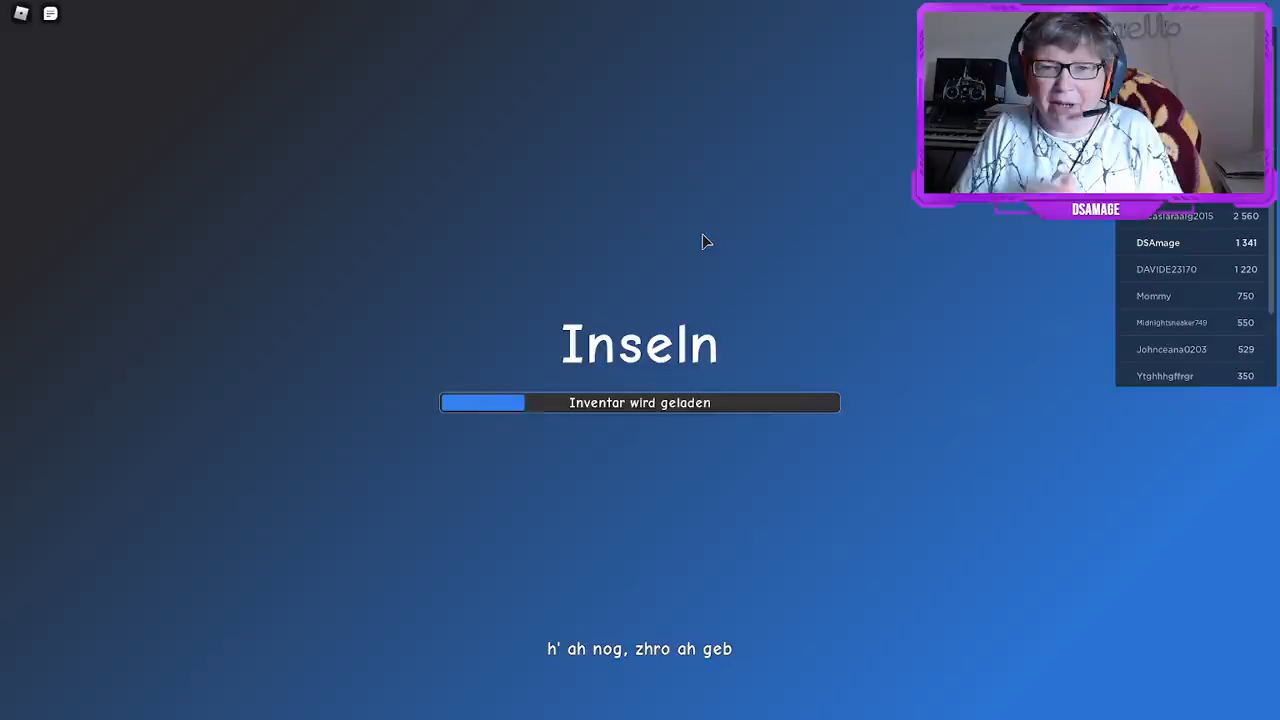 Inseln
Inventar wird geladen
h' ah nog, zhro ah geb
DSAMAGE
2 560
DSAmage 1 341
DAVIDE23170 1 220
Mommy 750
Midnightsneaker749 550
Johnceana0203 529
Ytghhhgffrgr 350